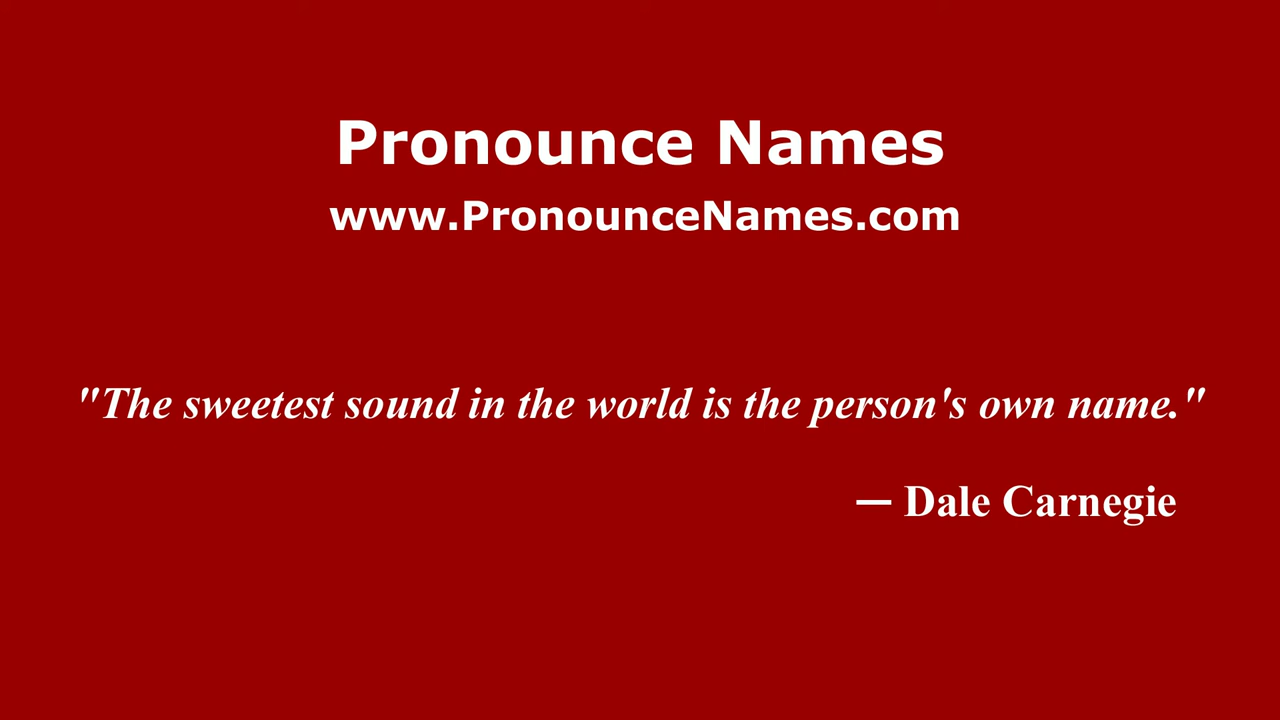 Pronounce Names
www.PronounceNames.com
"The sweetest sound in the world is the person's own name."
— Dale Carnegie